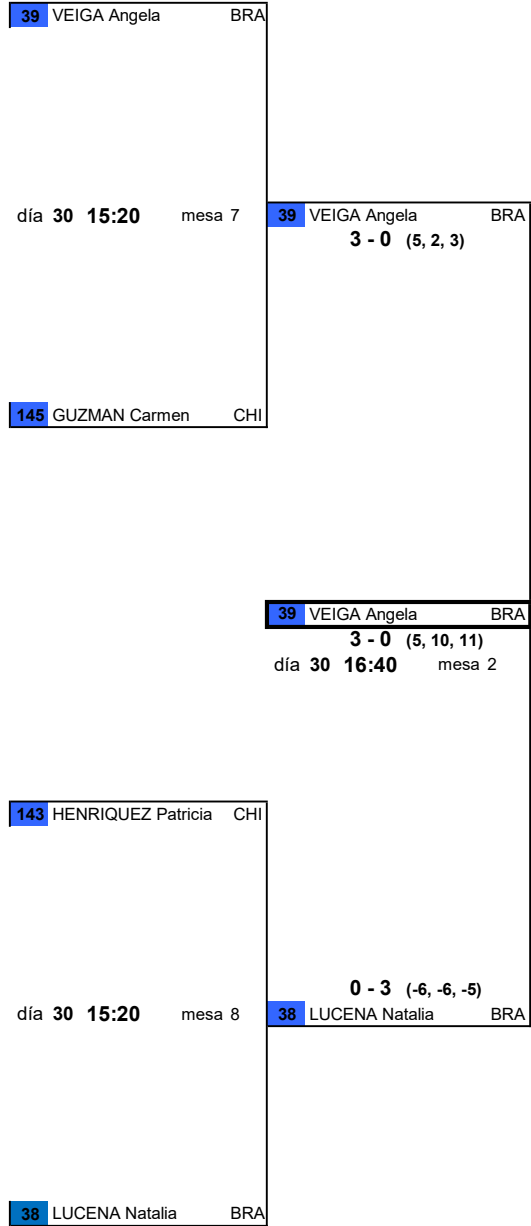 39 VEIGA Angela BRA
día 30 15:20 mesa 7
39 VEIGA Angela BRA
3 - 0 (5, 2, 3)
145 GUZMAN Carmen CHI
39 VEIGA Angela BRA
3 - 0 (5, 10, 11)
día 30 16:40 mesa 2
143 HENRIQUEZ Patricia CHI
0 - 3 (-6, -6, -5)
día 30 15:20 mesa 8
38 LUCENA Natalia BRA
38 LUCENA Natalia BRA